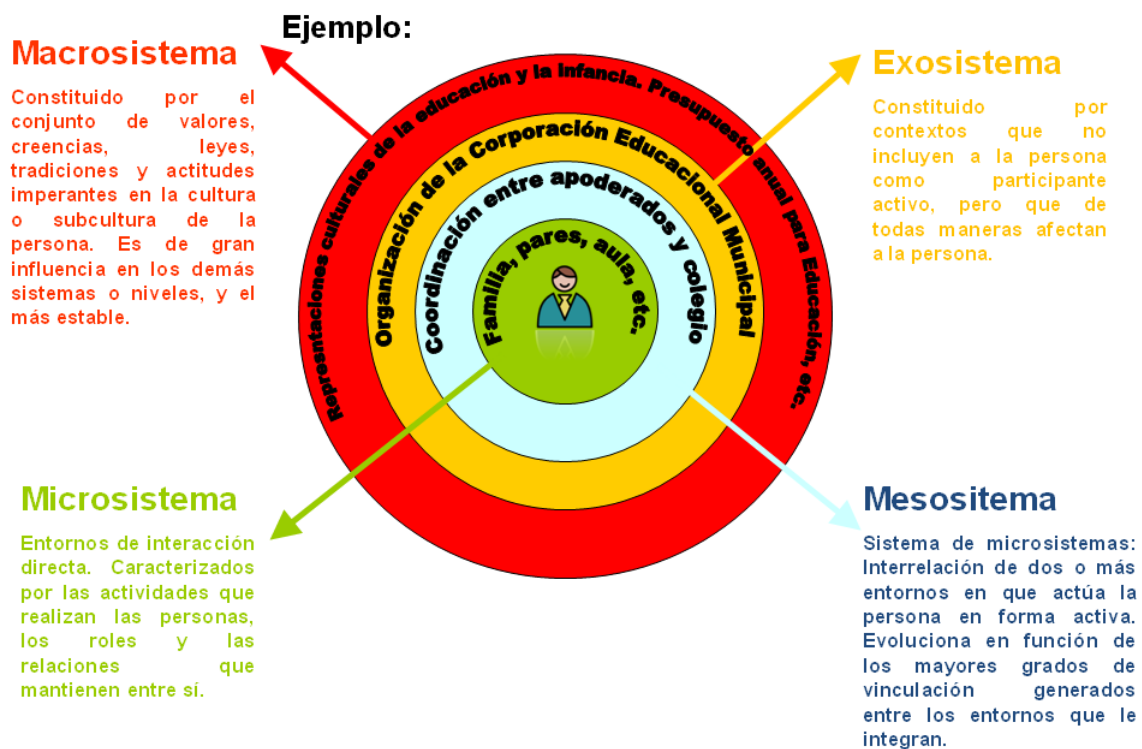 Ejemplo:
Macrosistema
Constituido por el
conjunto de valores,
creencias, leyes,
tradiciones y actitudes
imperantes en la cultura
o subcultura de la
persona. Es de gran
influencia en los demás
sistemas o niveles, y el
más estable.
Exosistema
Constituido por
contextos que no
incluyen a la persona
como participante
activo, pero que de
todas maneras afectan
a la persona.
Representaciones culturales de la educación y la infancia. Presupuesto anual para Educación, etc.
Organización de la Corporación Educacional Municipal
Coordinación entre apoderados y colegio
Familia, pares, aula, etc.
Microsistema
Entornos de interacción
directa. Caracterizados
por las actividades que
realizan las personas,
los roles y las
relaciones que
mantienen entre sí.
Mesositema
Sistema de microsistemas:
Interrelación de dos o más
entornos en que actúa la
persona en forma activa.
Evoluciona en función de
los mayores grados de
vinculación generados
entre los entornos que le
integran.